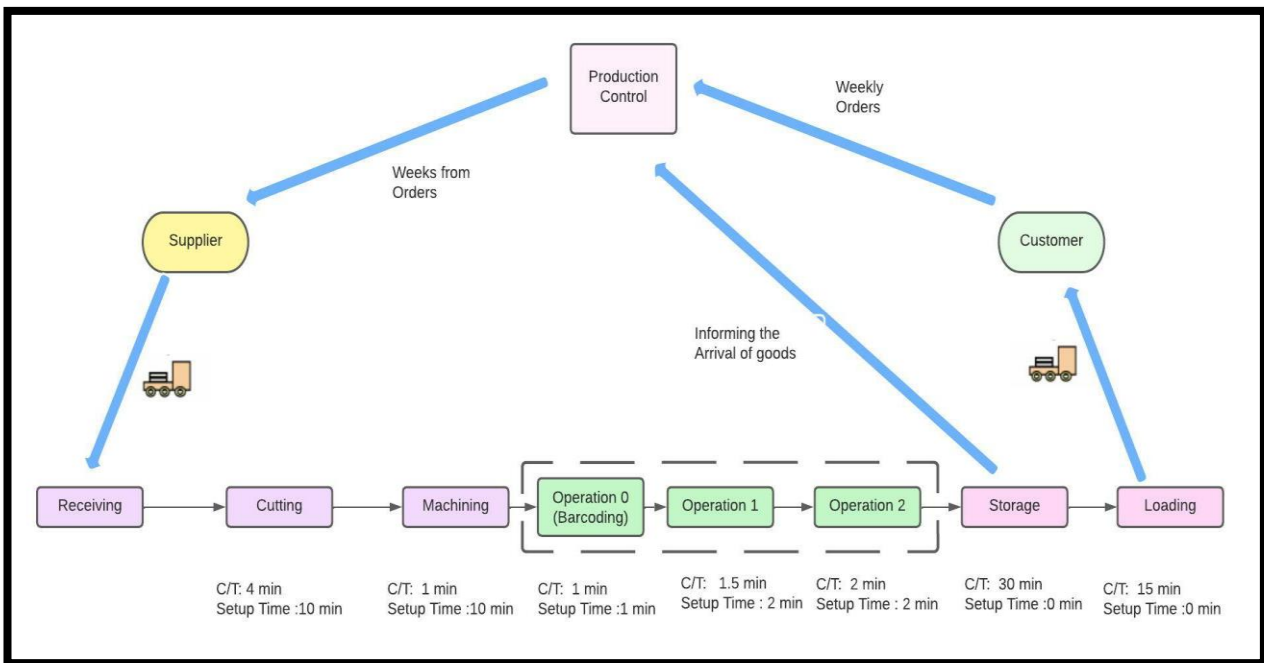 Production
Control
Weekly
Orders
Weeks from
Orders
Supplier
Customer
Informing the
Arrival of goods
Receiving
Cutting
Machining
Operation 0
(Barcoding)
Operation 1
Operation 2
Storage
Loading
C/T: 4 min
Setup Time :10 min
C/T: 1 min
Setup Time :10 min
C/T: 1 min
Setup Time :1 min
C/T: 1.5 min
Setup Time : 2 min
C/T: 2 min
Setup Time : 2 min
C/T: 30 min
Setup Time :0 min
C/T: 15 min
Setup Time :0 min